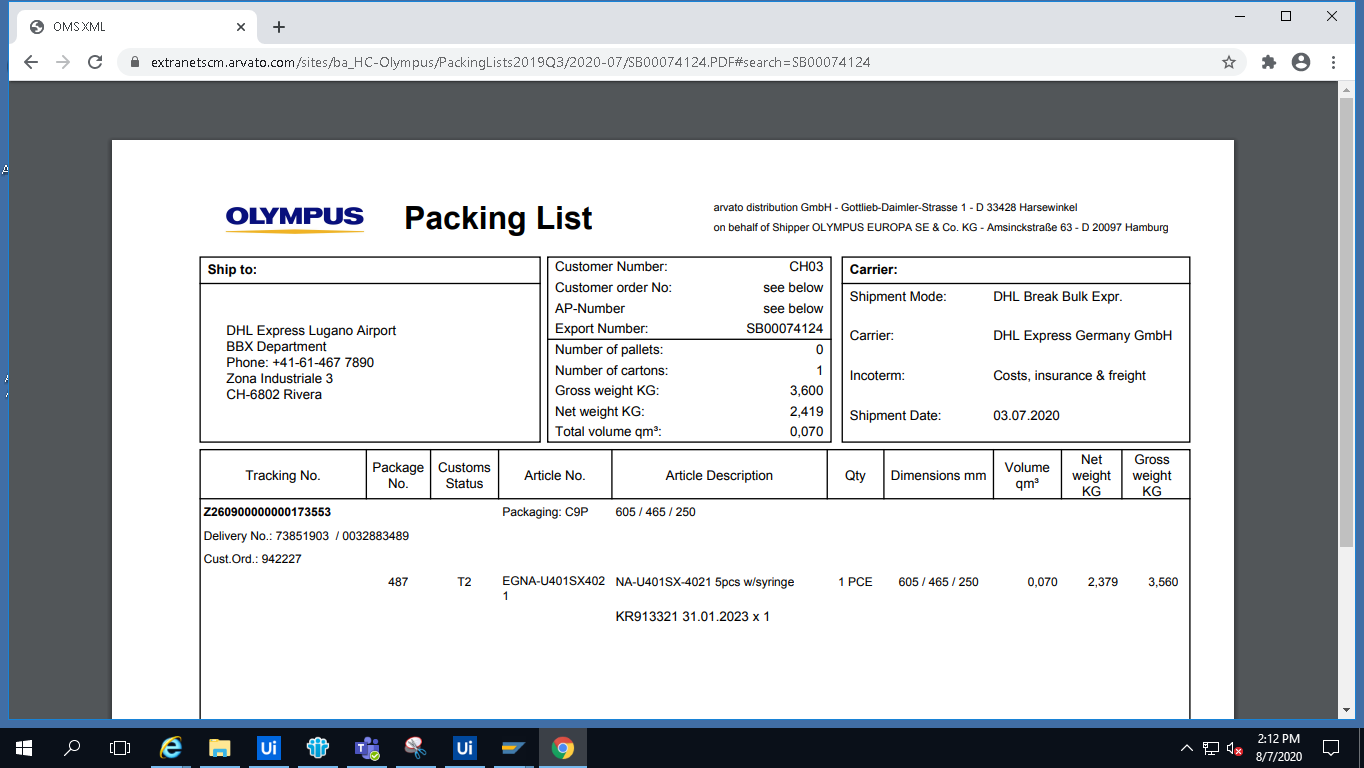 OMS XML
extranetscm.arvato.com/sites/ba_HC-Olympus/PackingLists2019Q3/2020-07/SB00074124.PDF#search=SB00074124
OLYMPUS
Packing List
arvato distribution GmbH - Gottlieb-Daimler-Strasse 1 - D 33428 Harsewinkel
on behalf of Shipper OLYMPUS EUROPA SE & Co. KG - Amsinckstraße 63 - D 20097 Hamburg
Ship to:
DHL Express Lugano Airport
BBX Department
Phone: +41-61-467 7890
Zona Industriale 3
CH-6802 Rivera
Customer Number: CH03
Customer order No: see below
AP-Number see below
Export Number: SB00074124
Number of pallets: 0
Number of cartons: 1
Gross weight KG: 3,600
Net weight KG: 2,419
Total volume qm³: 0,070
Carrier:
Shipment Mode: DHL Break Bulk Expr.
Carrier: DHL Express Germany GmbH
Incoterm: Costs, insurance & freight
Shipment Date: 03.07.2020
Tracking No.
Package
No.
Customs
Status
Article No.
Article Description
Qty
Dimensions mm
Volume
qm³
Net
weight
KG
Gross
weight
KG
Z260900000000173553 Packaging: C9P 605 / 465 / 250
Delivery No.: 73851903 / 0032883489
Cust.Ord.: 942227
487 T2 EGNA-U401SX402 NA-U401SX-4021 5pcs w/syringe 1 PCE 605 / 465 / 250 0,070 2,379 3,560
1
KR913321 31.01.2023 x 1
Ui
T
Ui
2:12 PM
8/7/2020